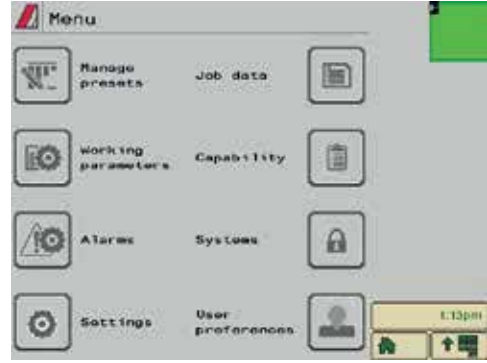 Menu
Manage
presets
Job data
Working
parameters
Capability
Alarms
Systems
Settings
User
preferences
1:13pm